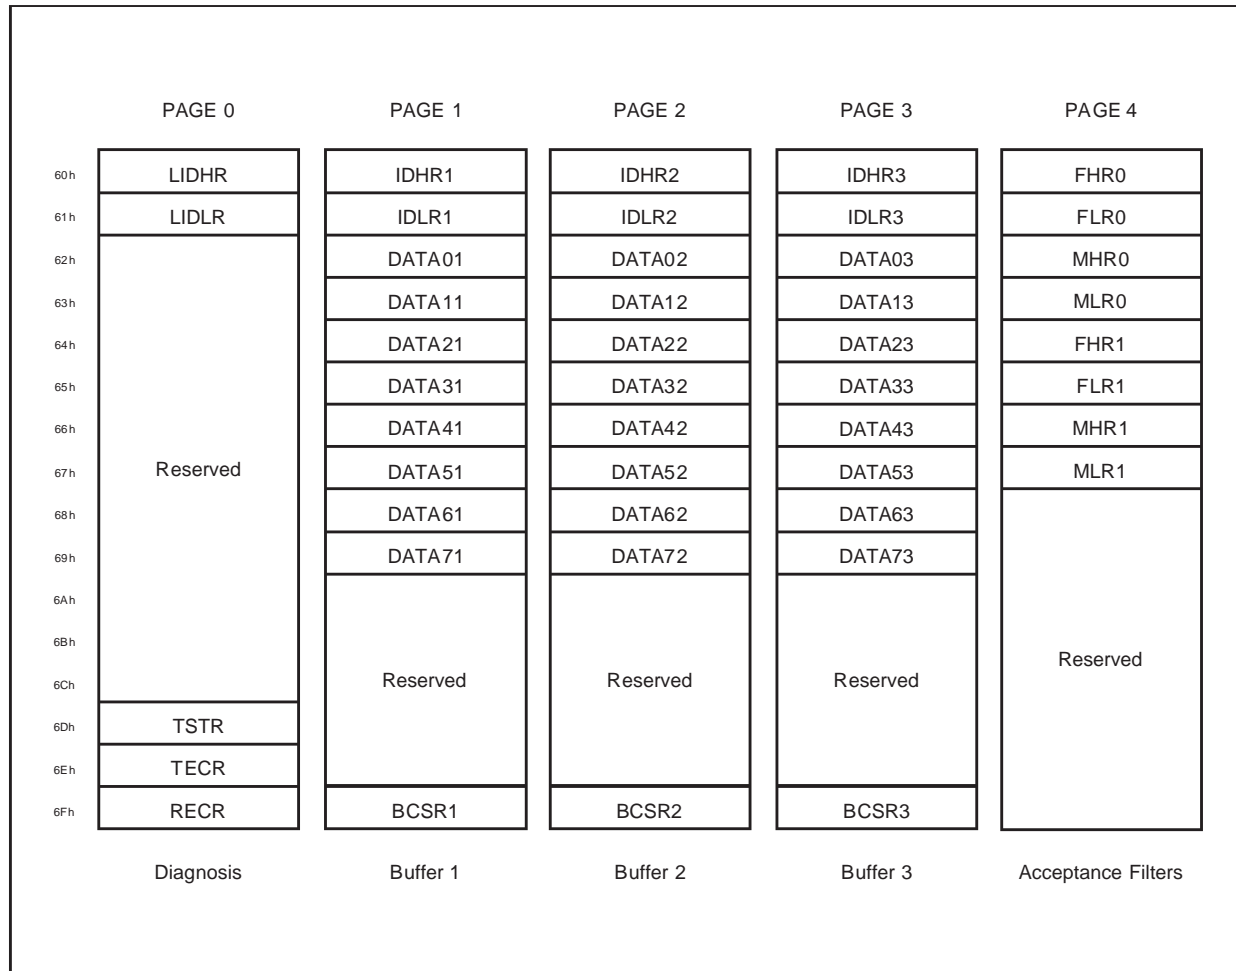 PAGE 0 PAGE 1 PAGE 2 PAGE 3 PAGE 4
60h LIDHR IDHR1 IDHR2 IDHR3 FHR0
61h LIDLR IDLR1 IDLR2 IDLR3 FLR0
62h DATA01 DATA02 DATA03 MHR0
63h DATA11 DATA12 DATA13 MLR0
64h DATA21 DATA22 DATA23 FHR1
65h DATA31 DATA32 DATA33 FLR1
66h DATA41 DATA42 DATA43 MHR1
67h Reserved DATA51 DATA52 DATA53 MLR1
68h DATA61 DATA62 DATA63
69h DATA71 DATA72 DATA73
6Ah
6Bh
Reserved
6Ch Reserved Reserved Reserved
6Dh TSTR
6Eh TECR
6Fh RECR BCSR1 BCSR2 BCSR3
Diagnosis Buffer 1 Buffer 2 Buffer 3 Acceptance Filters